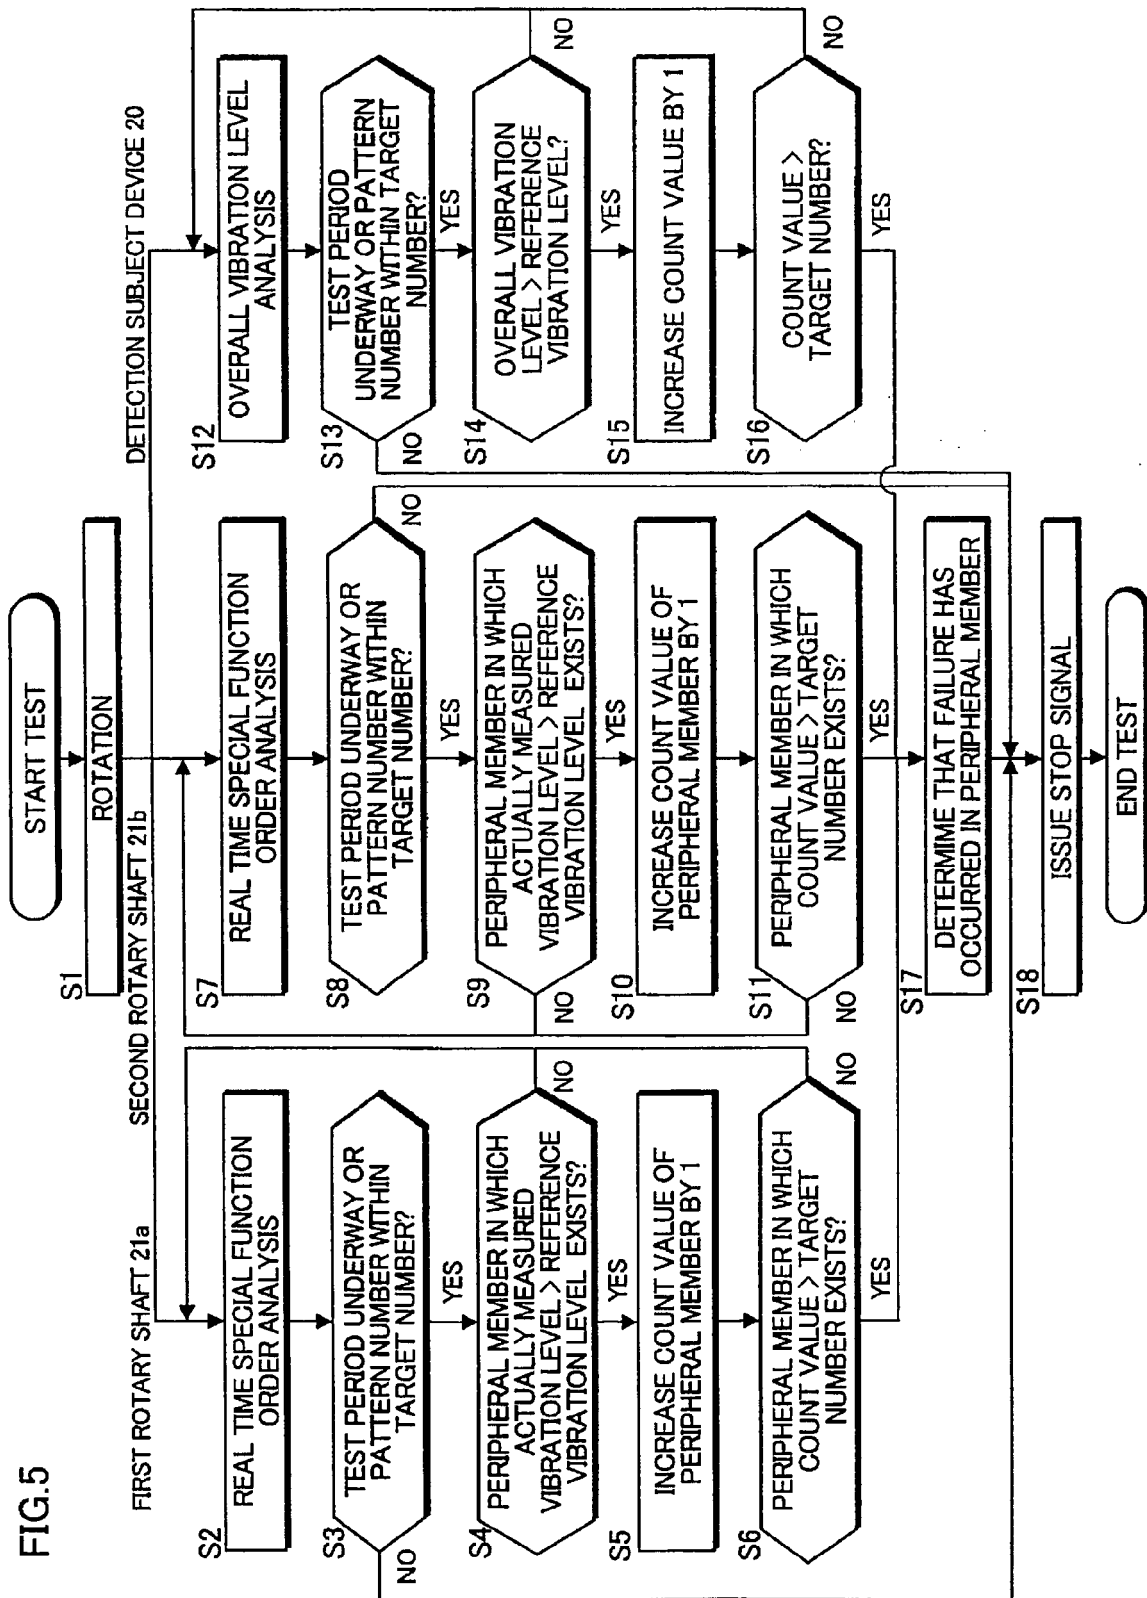 FIG.5
START TEST
S1
ROTATION
FIRST ROTARY SHAFT 21a
SECOND ROTARY SHAFT 21b
DETECTION SUBJECT DEVICE 20
S2
REAL TIME SPECIAL FUNCTION
ORDER ANALYSIS
S3
TEST PERIOD UNDERWAY OR
PATTERN NUMBER WITHIN
TARGET NUMBER?
NO
YES
S4
PERIPHERAL MEMBER IN WHICH
ACTUALLY MEASURED
VIBRATION LEVEL > REFERENCE
VIBRATION LEVEL EXISTS?
NO
YES
S5
INCREASE COUNT VALUE OF
PERIPHERAL MEMBER BY 1
S6
PERIPHERAL MEMBER IN WHICH
COUNT VALUE > TARGET
NUMBER EXISTS?
NO
YES
S7
REAL TIME SPECIAL FUNCTION
ORDER ANALYSIS
S8
TEST PERIOD UNDERWAY OR
PATTERN NUMBER WITHIN
TARGET NUMBER?
NO
YES
S9
PERIPHERAL MEMBER IN WHICH
ACTUALLY MEASURED
VIBRATION LEVEL > REFERENCE
VIBRATION LEVEL EXISTS?
NO
YES
S10
INCREASE COUNT VALUE OF
PERIPHERAL MEMBER BY 1
S11
PERIPHERAL MEMBER IN WHICH
COUNT VALUE > TARGET
NUMBER EXISTS?
NO
YES
S12
OVERALL VIBRATION LEVEL
ANALYSIS
S13
TEST PERIOD
UNDERWAY OR PATTERN
NUMBER WITHIN TARGET
NUMBER?
NO
YES
S14
OVERALL VIBRATION
LEVEL > REFERENCE
VIBRATION LEVEL?
NO
YES
S15
INCREASE COUNT VALUE BY 1
S16
COUNT VALUE >
TARGET NUMBER?
NO
YES
S17
DETERMINE THAT FAILURE HAS
OCCURRED IN PERIPHERAL MEMBER
S18
ISSUE STOP SIGNAL
END TEST